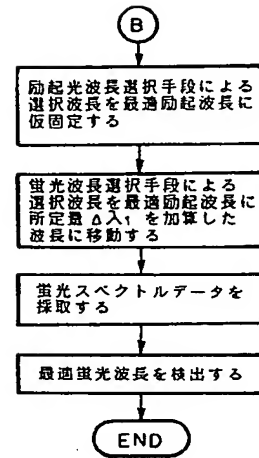 B
励起光波長選択手段による
選択波長を最適励起波長に
仮固定する
蛍光波長選択手段による
選択波長を最適励起波長に
所定量Δ入1を加算した
波長に移動する
蛍光スペクトルデータを
採取する
最適蛍光波長を検出する
END